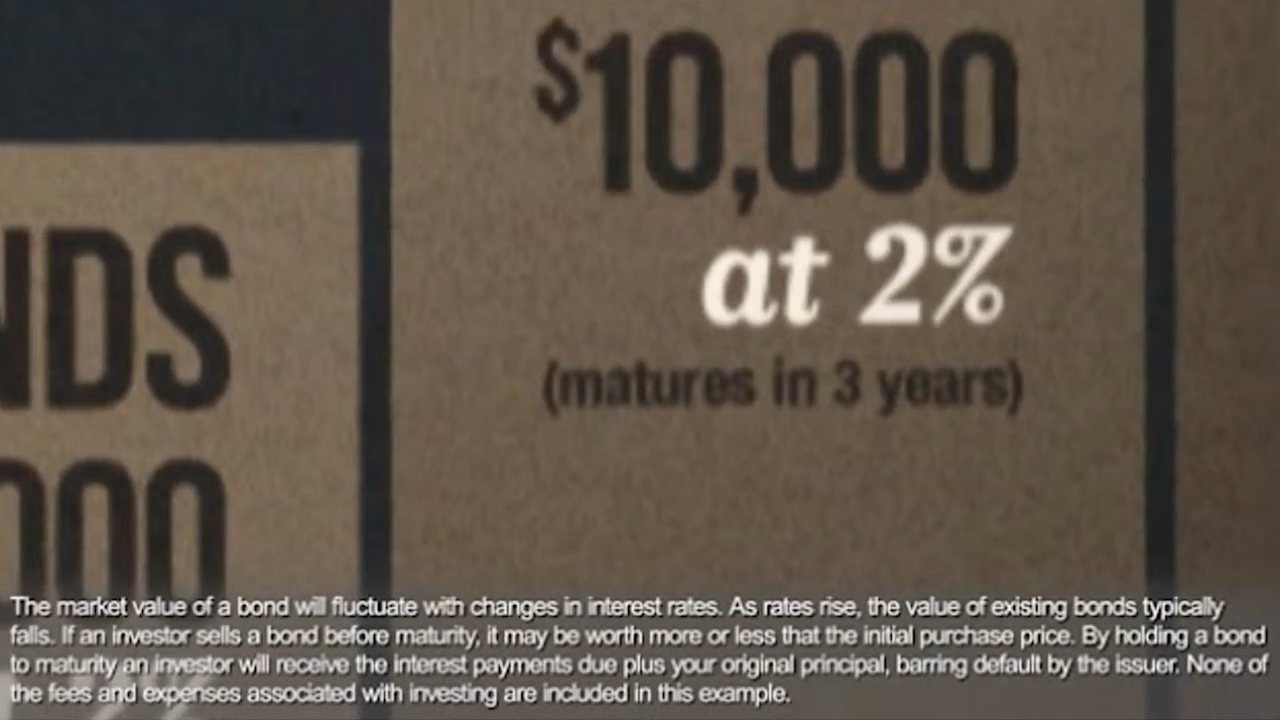 $10,000
at 2%
(matures in 3 years)
NDS
000
The market value of a bond will fluctuate with changes in interest rates. As rates rise, the value of existing bonds typically
falls. If an investor sells a bond before maturity, it may be worth more or less that the initial purchase price. By holding a bond
to maturity an investor will receive the interest payments due plus your original principal, barring default by the issuer. None of
the fees and expenses associated with investing are included in this example.